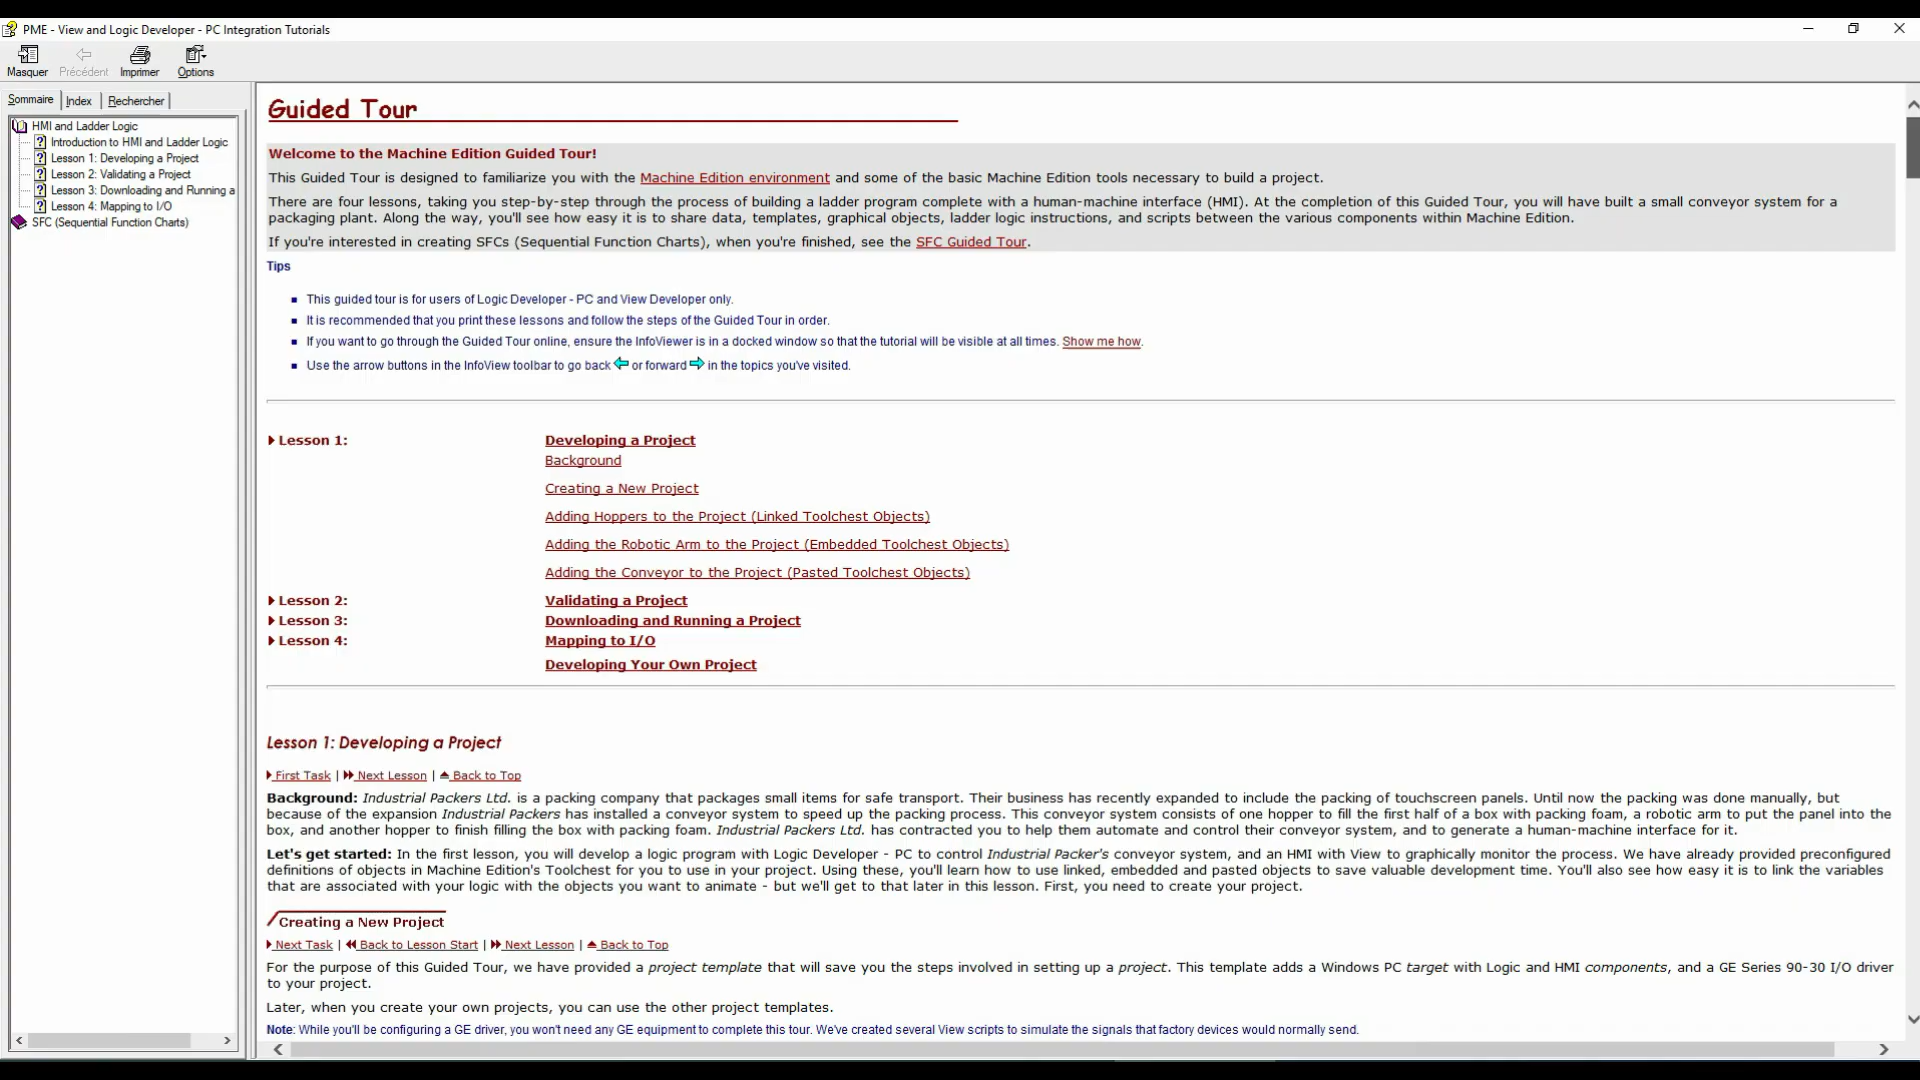 PME - View and Logic Developer - PC Integration Tutorials
Masquer Précédent Imprimer Options
Sommaire Index Rechercher
HMI and Ladder Logic
Introduction to HMI and Ladder Logic
Lesson 1: Developing a Project
Lesson 2: Validating a Project
Lesson 3: Downloading and Running a
Lesson 4: Mapping to I/O
SFC (Sequential Function Charts)
Guided Tour
Welcome to the Machine Edition Guided Tour!
This Guided Tour is designed to familiarize you with the Machine Edition environment and some of the basic Machine Edition tools necessary to build a project.
There are four lessons, taking you step-by-step through the process of building a ladder program complete with a human-machine interface (HMI). At the completion of this Guided Tour, you will have built a small conveyor system for a
packaging plant. Along the way, you'll see how easy it is to share data, templates, graphical objects, ladder logic instructions, and scripts between the various components within Machine Edition.
If you're interested in creating SFCs (Sequential Function Charts), when you're finished, see the SFC Guided Tour.
Tips
This guided tour is for users of Logic Developer - PC and View Developer only.
It is recommended that you print these lessons and follow the steps of the Guided Tour in order.
If you want to go through the Guided Tour online, ensure the InfoViewer is in a docked window so that the tutorial will be visible at all times. Show me how.
Use the arrow buttons in the InfoView toolbar to go back or forward in the topics you've visited.
Lesson 1: Developing a Project
Background
Creating a New Project
Adding Hoppers to the Project (Linked Toolchest Objects)
Adding the Robotic Arm to the Project (Embedded Toolchest Objects)
Adding the Conveyor to the Project (Pasted Toolchest Objects)
Lesson 2: Validating a Project
Lesson 3: Downloading and Running a Project
Lesson 4: Mapping to I/O
Developing Your Own Project
Lesson 1: Developing a Project
First Task | Next Lesson | Back to Top
Background: Industrial Packers Ltd. is a packing company that packages small items for safe transport. Their business has recently expanded to include the packing of touchscreen panels. Until now the packing was done manually, but
because of the expansion Industrial Packers has installed a conveyor system to speed up the packing process. This conveyor system consists of one hopper to fill the first half of a box with packing foam, a robotic arm to put the panel into the
box, and another hopper to finish filling the box with packing foam. Industrial Packers Ltd. has contracted you to help them automate and control their conveyor system, and to generate a human-machine interface for it.
Let's get started: In the first lesson, you will develop a logic program with Logic Developer - PC to control Industrial Packer's conveyor system, and an HMI with View to graphically monitor the process. We have already provided preconfigured
definitions of objects in Machine Edition's Toolchest for you to use in your project. Using these, you'll learn how to use linked, embedded and pasted objects to save valuable development time. You'll also see how easy it is to link the variables
that are associated with your logic with the objects you want to animate - but we'll get to that later in this lesson. First, you need to create your project.
Creating a New Project
Next Task | Back to Lesson Start | Next Lesson | Back to Top
For the purpose of this Guided Tour, we have provided a project template that will save you the steps involved in setting up a project. This template adds a Windows PC target with Logic and HMI components, and a GE Series 90-30 I/O driver
to your project.
Later, when you create your own projects, you can use the other project templates.
Note: While you'll be configuring a GE driver, you won't need any GE equipment to complete this tour. We've created several View scripts to simulate the signals that factory devices would normally send.